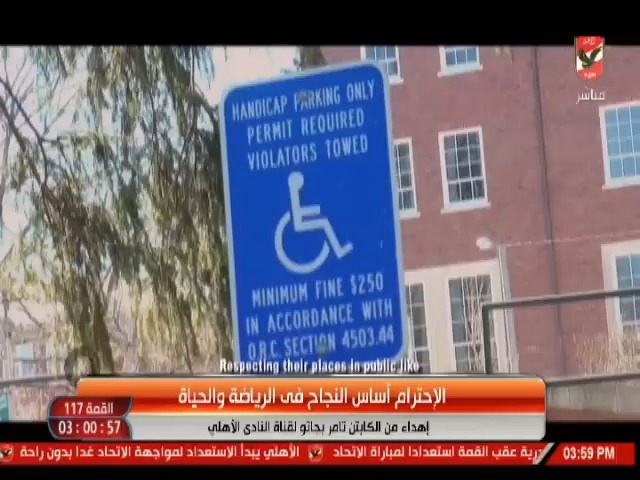 مباشر
HANDICAP PARKING ONLY
PERMIT REQUIRED
VIOLATORS TOWED
MINIMUM FINE $250
IN ACCORDANCE WITH
O.R.C. SECTION 4503.44
Respecting their places in public like
الإحترام أساس النجاح فى الرياضة والحياة
القمة 117
03:00:57
إهداء من الكابتن تامر بجاتو لقناة النادى الأهلي
درية عقب القمة استعدادا لمباراة الاتحاد الأهلي يبدأ الاستعداد لمواجهة الاتحاد غدا بدون راحة
03:59 PM